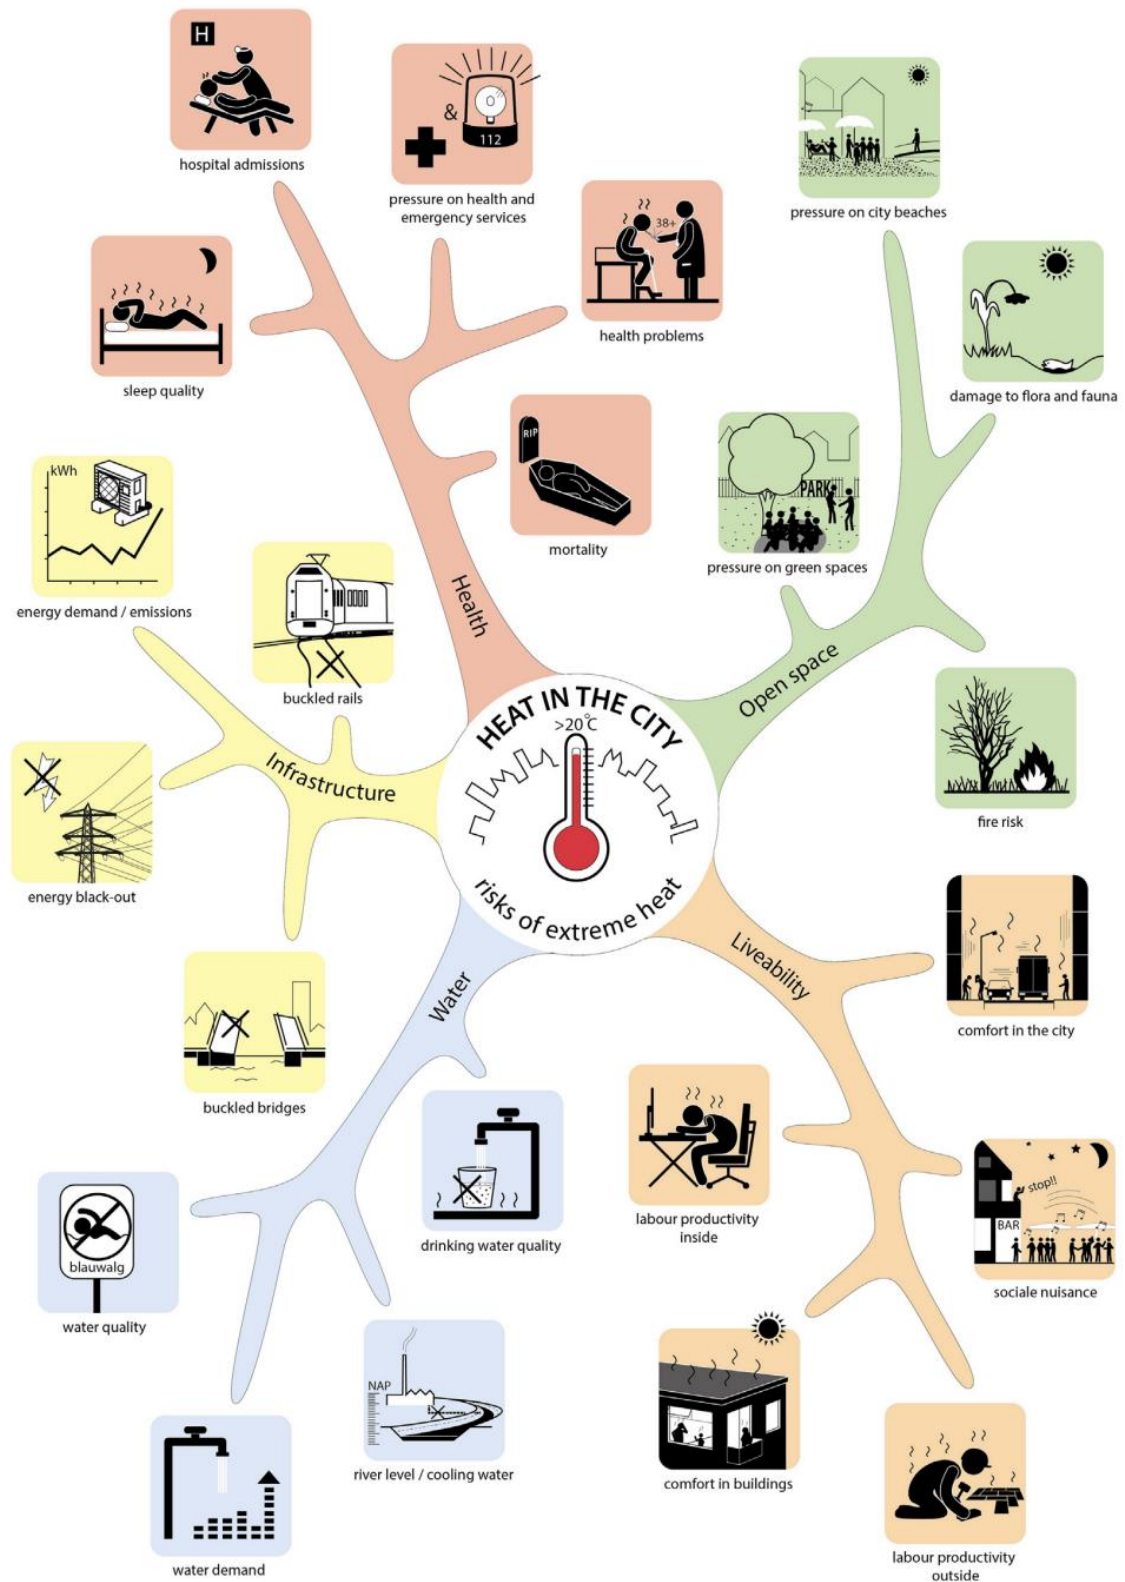 H
hospital admissions
&
112
pressure on health and
emergency services
38+
health problems
sleep quality
RIP
mortality
Health
pressure on city beaches
damage to flora and fauna
PARK
pressure on green spaces
fire risk
Open space
kWh
energy demand / emissions
buckled rails
energy black-out
buckled bridges
Infrastructure
HEAT IN THE CITY
>20°C
risks of extreme heat
Liveability
comfort in the city
labour productivity
inside
stop!!
BAR
sociale nuisance
comfort in buildings
labour productivity
outside
Water
drinking water quality
blauwalg
water quality
NAP
river level / cooling water
water demand